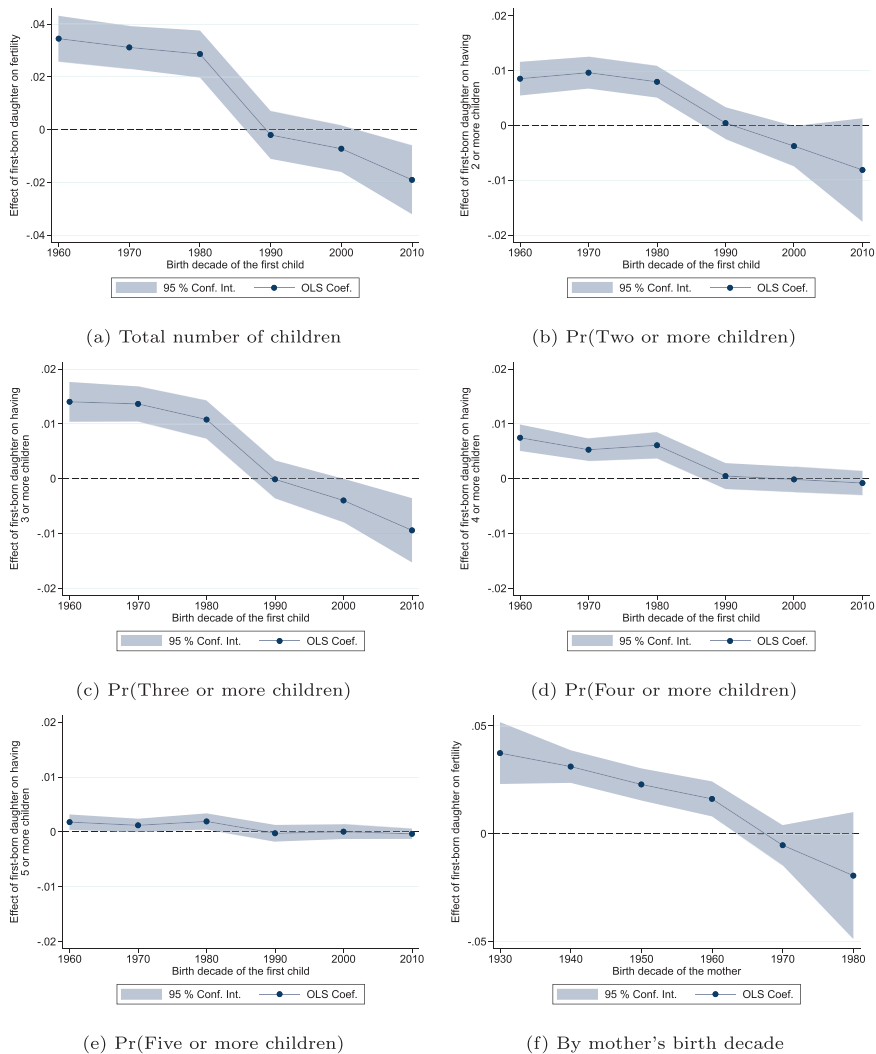 Effect of first-born daughter on fertility
.04
.02
0
-.02
-.04
1960 1970 1980 1990 2000 2010
Birth decade of the first child
95 % Conf. Int. OLS Coef.
(a) Total number of children
Effect of first-born daughter on having
2 or more children
.02
.01
0
-.01
-.02
1960 1970 1980 1990 2000 2010
Birth decade of the first child
95 % Conf. Int. OLS Coef.
(b) Pr(Two or more children)
Effect of first-born daughter on having
3 or more children
.02
.01
0
-.01
-.02
1960 1970 1980 1990 2000 2010
Birth decade of the first child
95 % Conf. Int. OLS Coef.
(c) Pr(Three or more children)
Effect of first-born daughter on having
4 or more children
.02
.01
0
-.01
-.02
1960 1970 1980 1990 2000 2010
Birth decade of the first child
95 % Conf. Int. OLS Coef.
(d) Pr(Four or more children)
Effect of first-born daughter on having
5 or more children
.02
.01
0
-.01
-.02
1960 1970 1980 1990 2000 2010
Birth decade of the first child
95 % Conf. Int. OLS Coef.
(e) Pr(Five or more children)
Effect of first-born daughter on fertility
.05
0
-.05
1930 1940 1950 1960 1970 1980
Birth decade of the mother
95 % Conf. Int. OLS Coef.
(f) By mother's birth decade